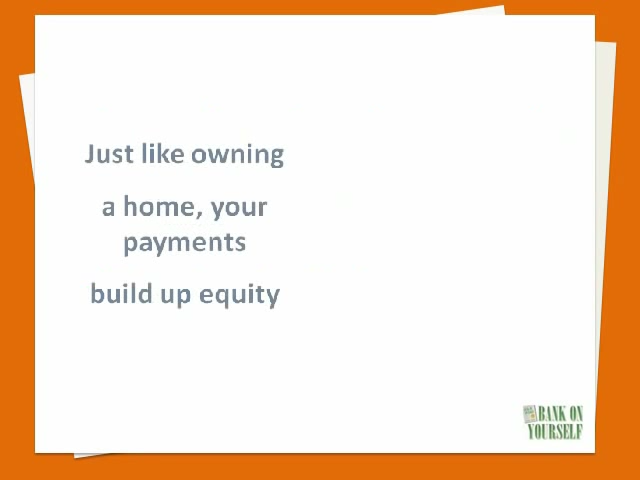 Just like owning
a home, your
payments
build up equity
BANK ON
YOURSELF